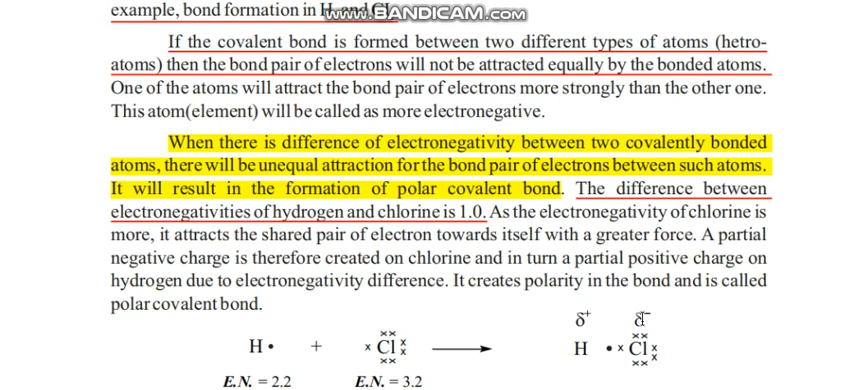 example, bond formation in H and Cl
www.BANDICAM.com
If the covalent bond is formed between two different types of atoms (hetro-
atoms) then the bond pair of electrons will not be attracted equally by the bonded atoms.
One of the atoms will attract the bond pair of electrons more strongly than the other one.
This atom(element) will be called as more electronegative.
When there is difference of electronegativity between two covalently bonded
atoms, there will be unequal attraction for the bond pair of electrons between such atoms.
It will result in the formation of polar covalent bond. The difference between
electronegativities of hydrogen and chlorine is 1.0. As the electronegativity of chlorine is
more, it attracts the shared pair of electron towards itself with a greater force. A partial
negative charge is therefore created on chlorine and in turn a partial positive charge on
hydrogen due to electronegativity difference. It creates polarity in the bond and is called
polar covalent bond.
δ⁺ δ⁻
H • + ×Cl ⟶ H •×Cl
E.N. = 2.2 E.N. = 3.2